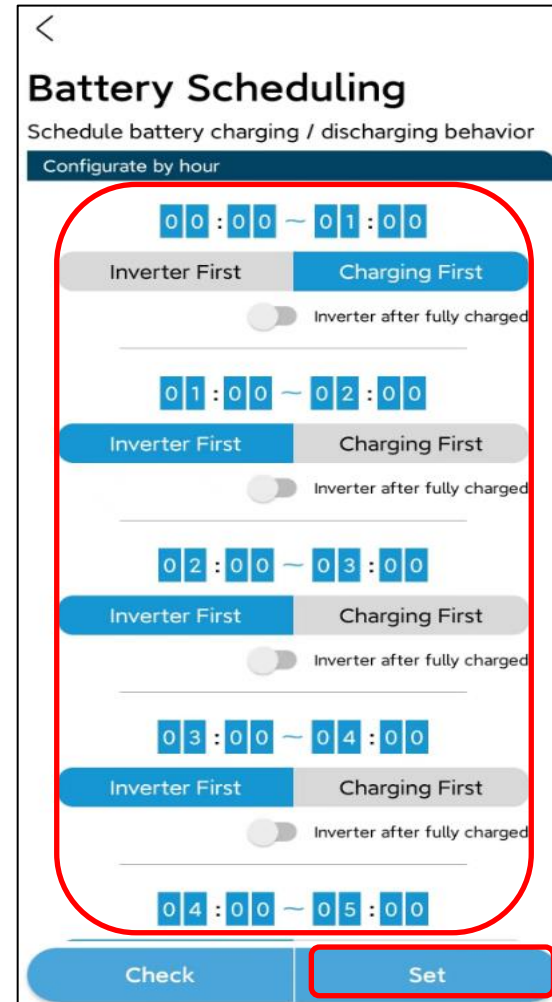 Battery Scheduling
Schedule battery charging / discharging behavior
Configurate by hour
00:00 ~ 01:00
Inverter First Charging First
Inverter after fully charged
01:00 ~ 02:00
Inverter First Charging First
Inverter after fully charged
02:00 ~ 03:00
Inverter First Charging First
Inverter after fully charged
03:00 ~ 04:00
Inverter First Charging First
Inverter after fully charged
04:00 ~ 05:00
Check Set